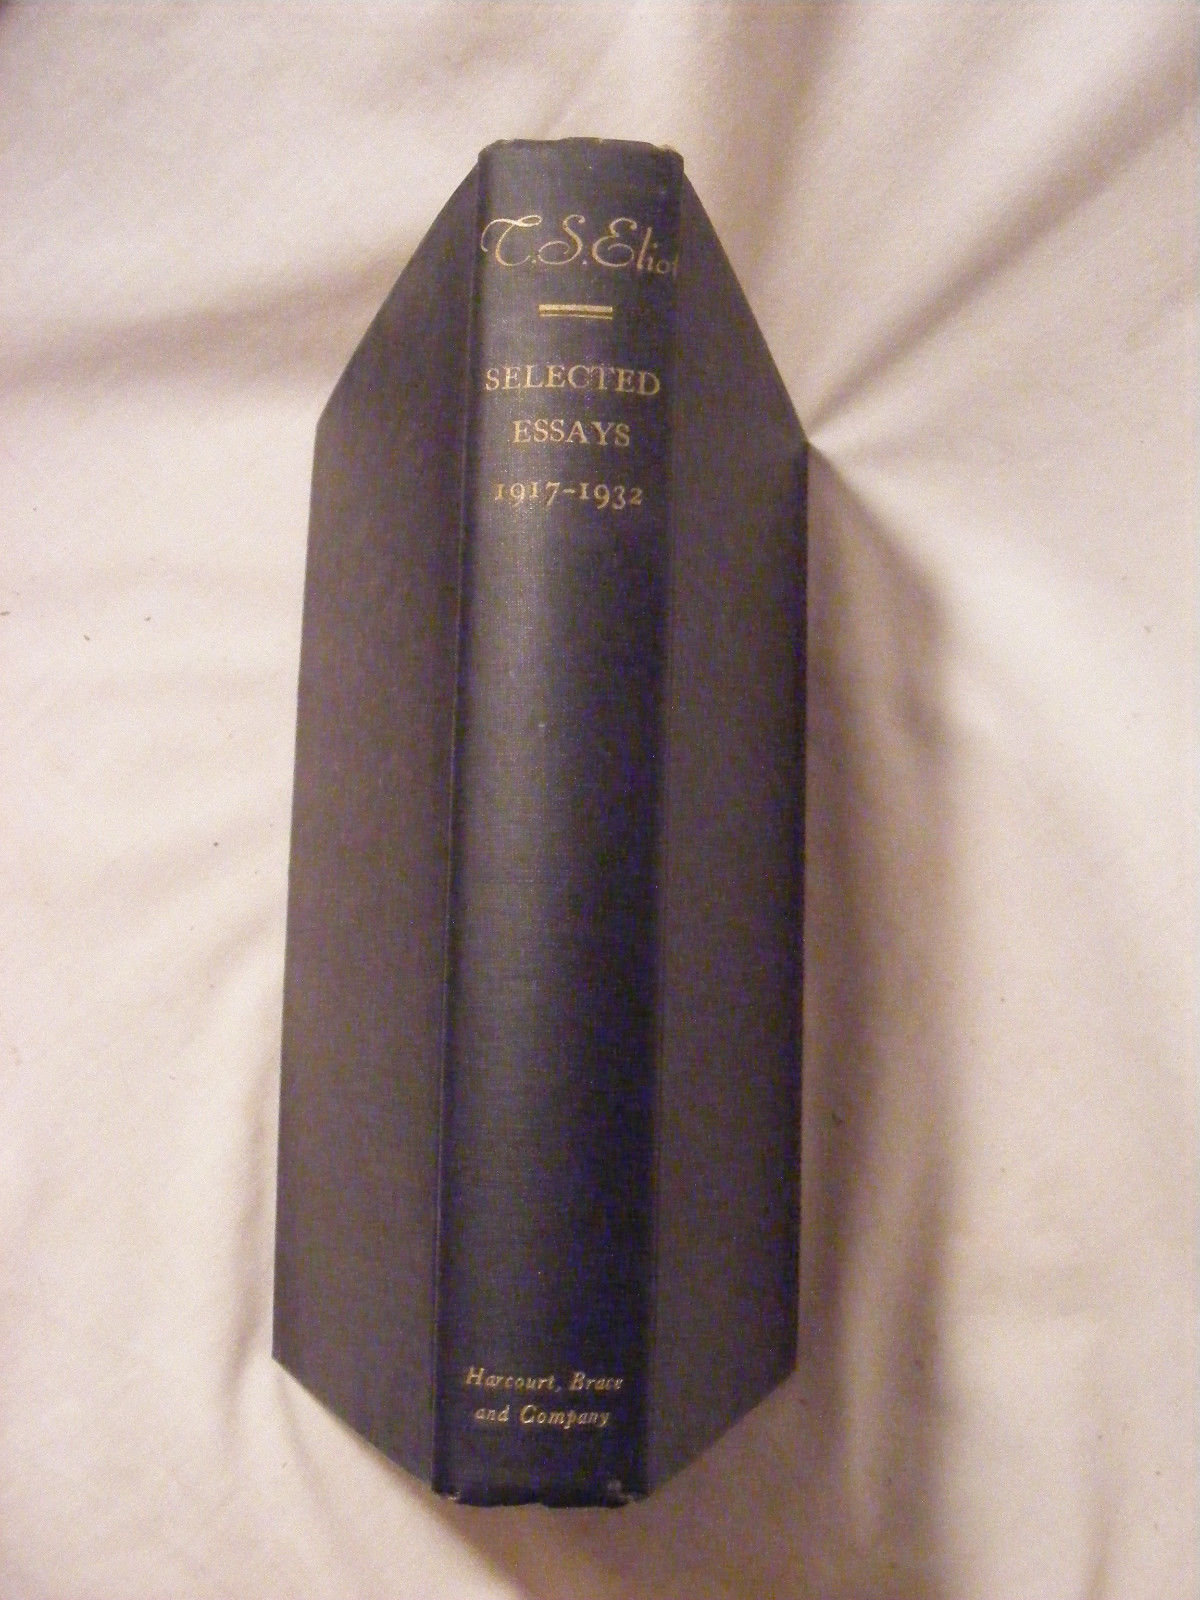 T.S.Eliot
SELECTED
ESSAYS
1917-1932
Harcourt, Brace
and Company